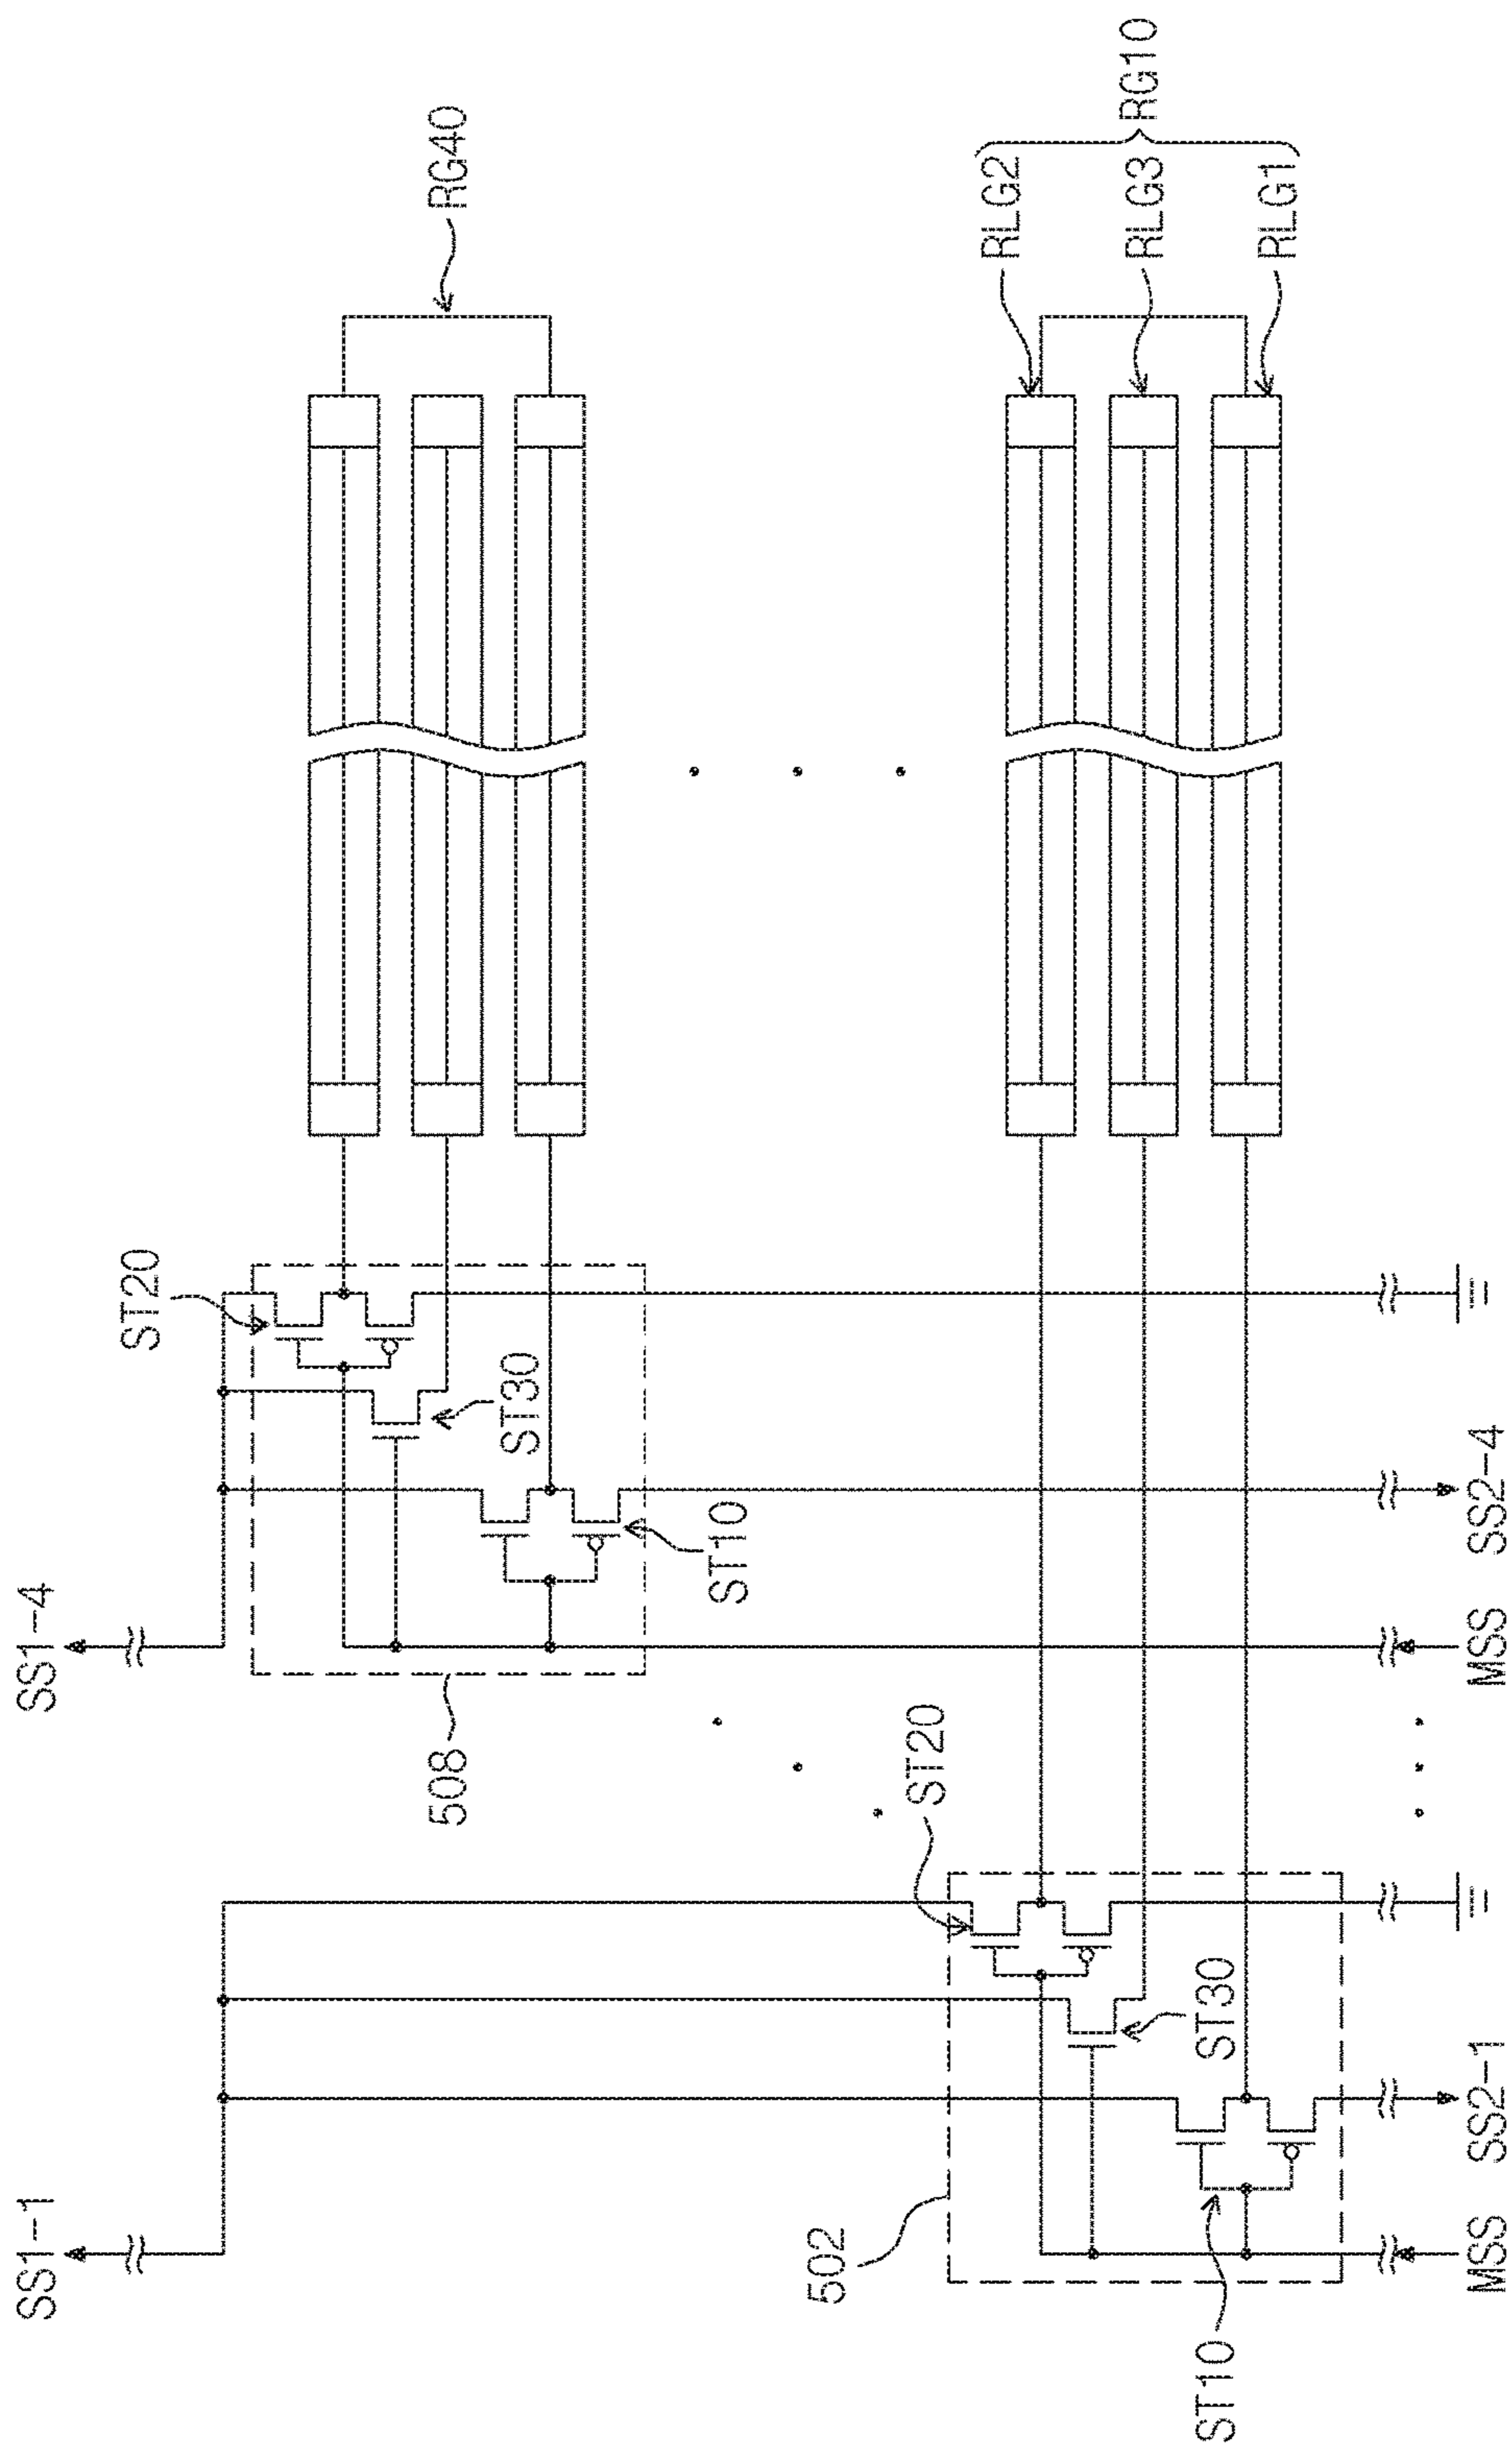 SS1-1
SS1-4
502
ST20
ST30
ST10
508
ST20
ST30
ST10
RG40
RLG2
RLG3
RLG1
RG10
MSS
SS2-1
MSS
SS2-4